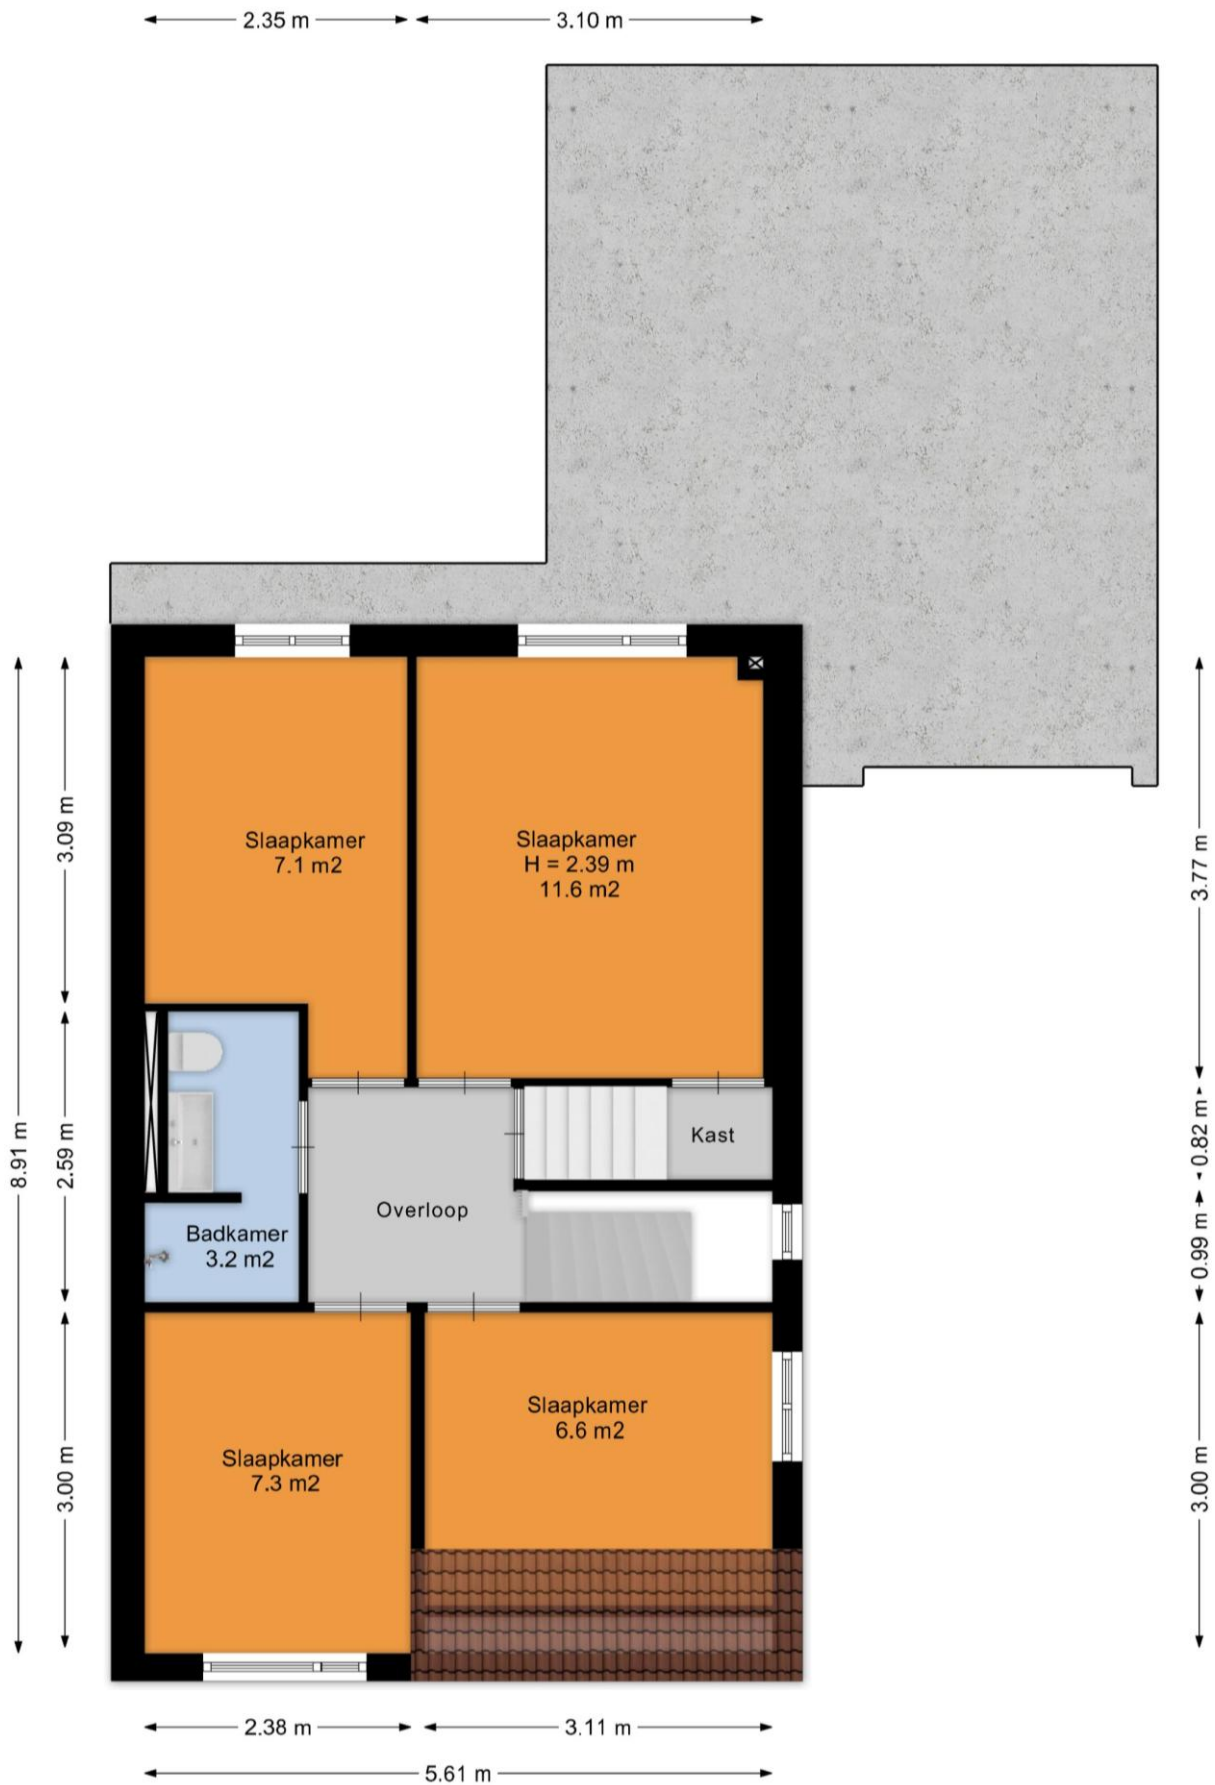 2.35 m
3.10 m
3.09 m
2.59 m
3.00 m
8.91 m
3.77 m
0.82 m
0.99 m
3.00 m
Slaapkamer
7.1 m2
Slaapkamer
H = 2.39 m
11.6 m2
Kast
Overloop
Badkamer
3.2 m2
Slaapkamer
6.6 m2
Slaapkamer
7.3 m2
2.38 m
3.11 m
5.61 m